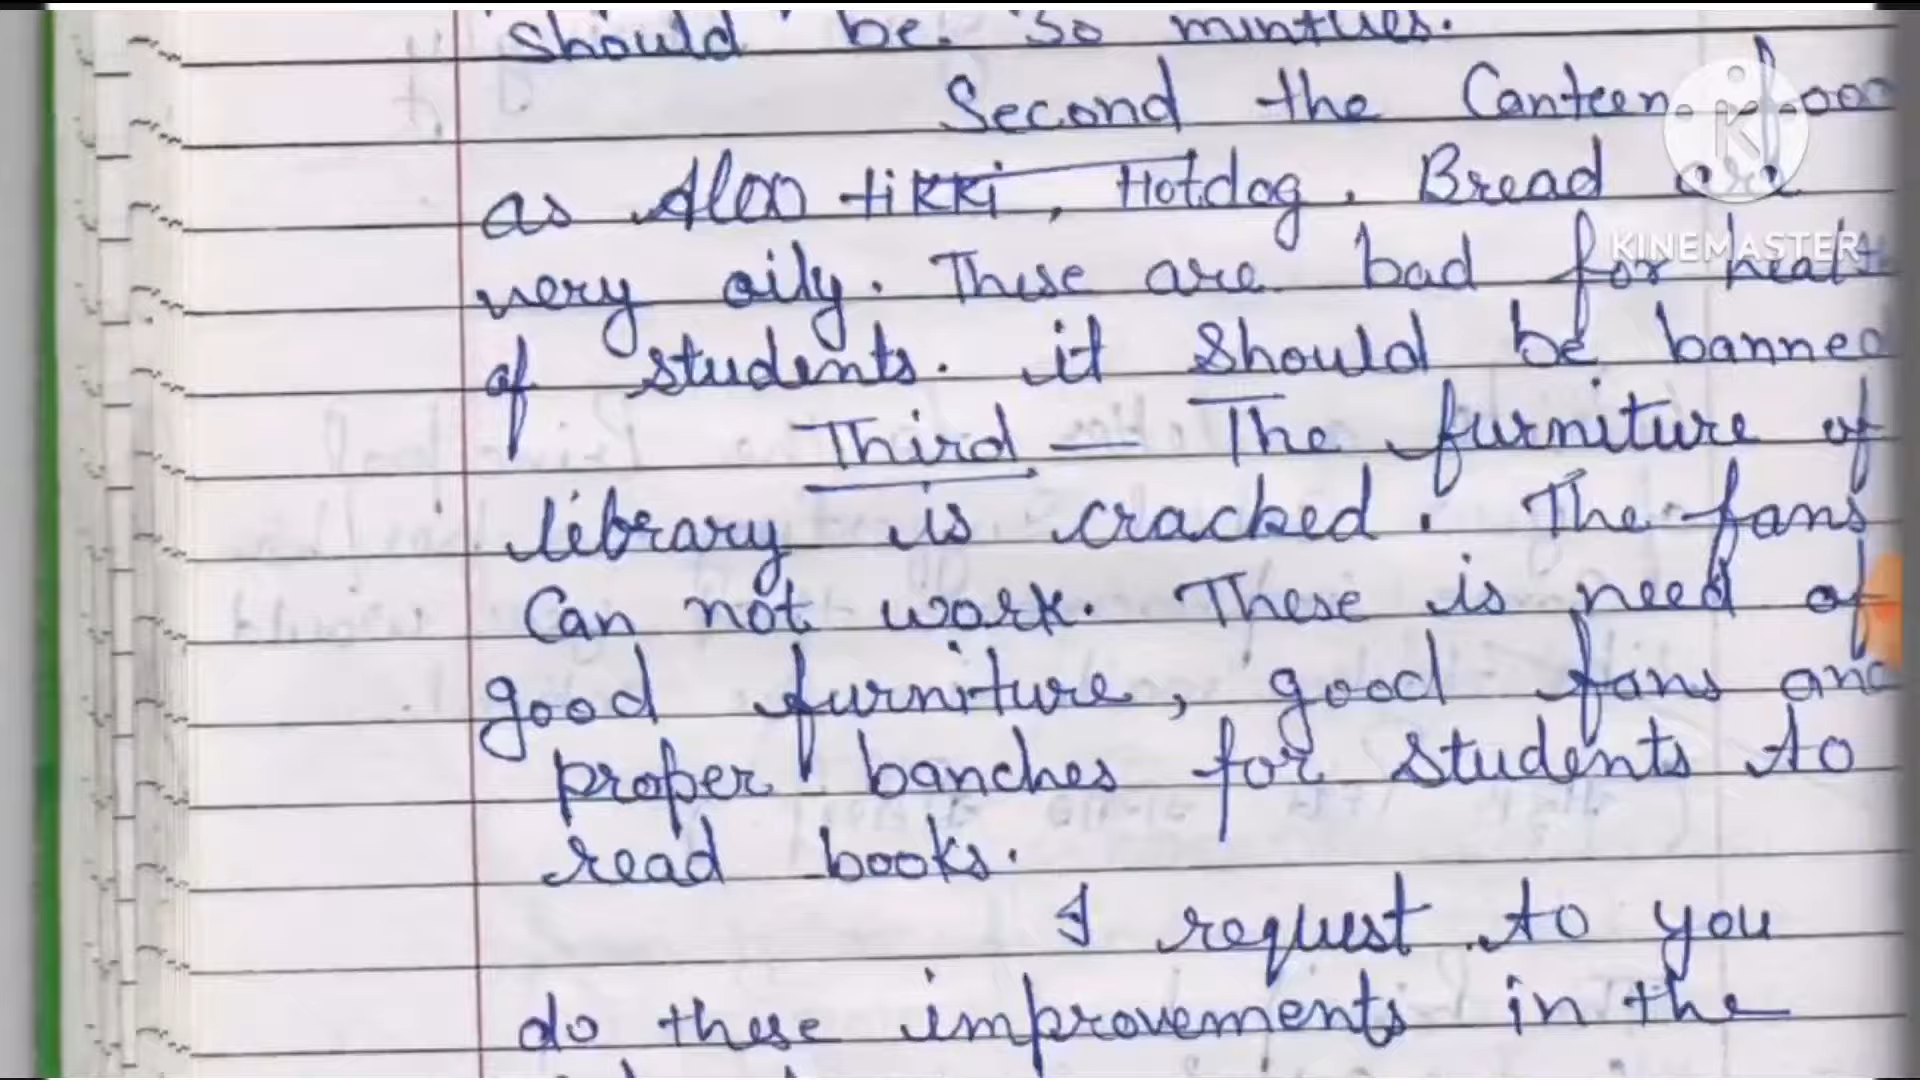 should be 30 mintues.
Second the Canteen food
as Aloo tikki, Hotdog. Bread are
very oily. These are bad for healt
of students. it should be banned
Third — The furniture of
library is cracked. The fans
Can not work. These is need of
good furniture, good fans and
proper banches for students to
read books.
I request to you
do these improvements in the
KINEMASTER